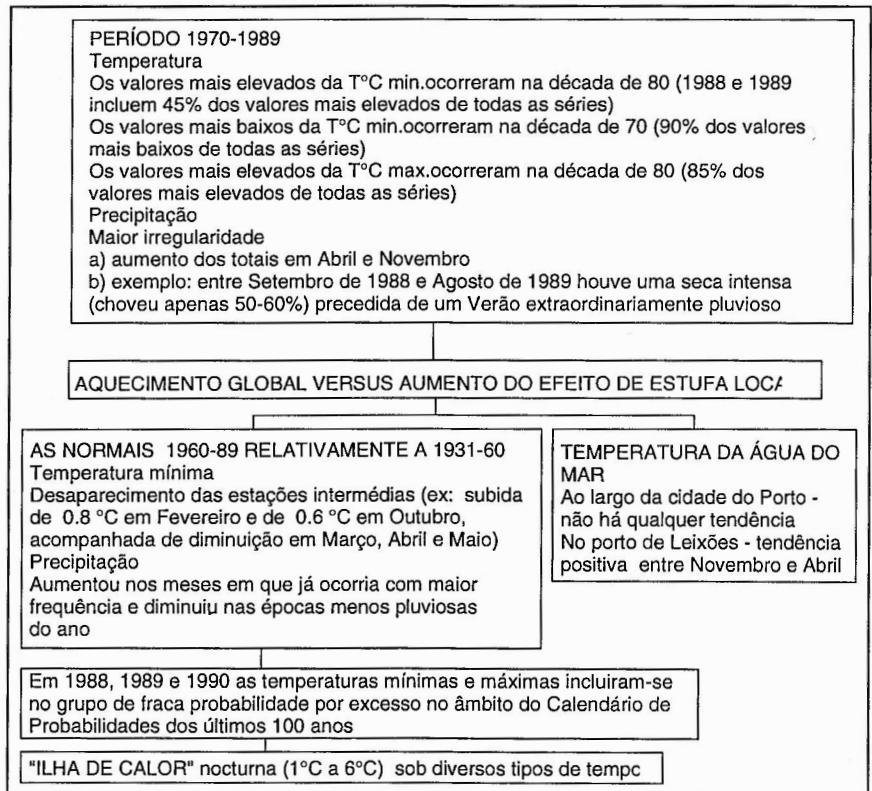 PERÍODO 1970-1989
Temperatura
Os valores mais elevados da TºC min.ocorreram na década de 80 (1988 e 1989
incluem 45% dos valores mais elevados de todas as séries)
Os valores mais baixos da TºC min.ocorreram na década de 70 (90% dos valores
mais baixos de todas as séries)
Os valores mais elevados da TºC max.ocorreram na década de 80 (85% dos
valores mais elevados de todas as séries)
Precipitação
Maior irregularidade
a) aumento dos totais em Abril e Novembro
b) exemplo: entre Setembro de 1988 e Agosto de 1989 houve uma seca intensa
(choveu apenas 50-60%) precedida de um Verão extraordinariamente pluvioso
AQUECIMENTO GLOBAL VERSUS AUMENTO DO EFEITO DE ESTUFA
AS NORMAIS 1960-89 RELATIVAMENTE A 1931-60
Temperatura mínima
Desaparecimento das estações intermédias (ex: subida
de 0.8 ºC em Fevereiro e de 0.6 ºC em Outubro,
acompanhada de diminuição em Março, Abril e Maio)
Precipitação
Aumentou nos meses em que já ocorria com maior
frequência e diminuiu nas épocas menos pluviosas
do ano
TEMPERATURA DA ÁGUA DO
MAR
Ao largo da cidade do Porto -
não há qualquer tendência
No porto de Leixões - tendência
positiva entre Novembro e Abril
Em 1988, 1989 e 1990 as temperaturas mínimas e máximas incluiram-se
no grupo de fraca probabilidade por excesso no âmbito do Calendário de
Probabilidades dos últimos 100 anos
"ILHA DE CALOR" nocturna (1ºC a 6ºC) sob diversos tipos de